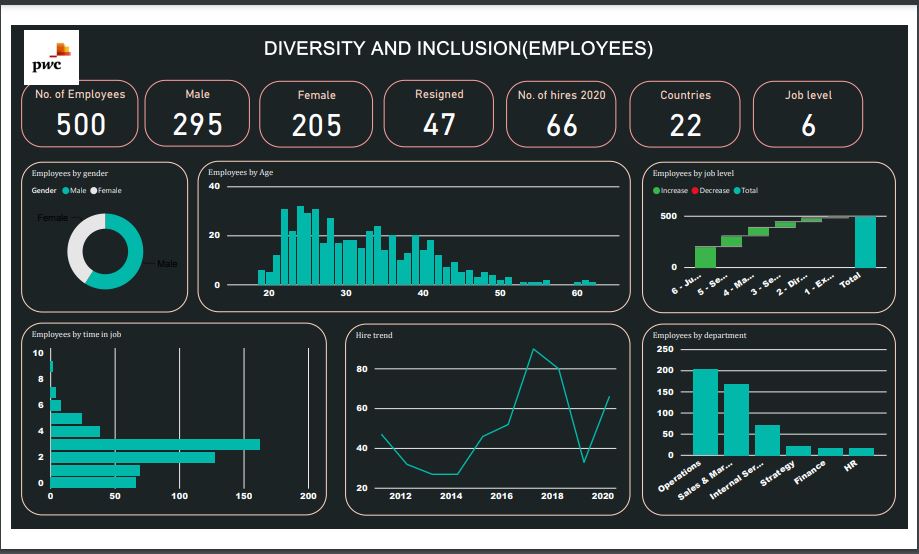 pwc
DIVERSITY AND INCLUSION(EMPLOYEES)
No. of Employees
500
Male
295
Female
205
Resigned
47
No. of hires 2020
66
Countries
22
Job level
6
Employees by gender
Gender Male Female
Female
Male
Employees by Age
40
20
0
20 30 40 50 60
Employees by job level
Increase Decrease Total
500
0
6 - Ju...
5 - Se...
4 - Ma...
3 - Se...
2 - Dir...
1 - Ex...
Total
Employees by time in job
10
8
6
4
2
0
0 50 100 150 200
Hire trend
80
60
40
20
2012 2014 2016 2018 2020
Employees by department
250
200
150
100
50
0
Operations
Sales & Mar...
Internal Ser...
Strategy
Finance
HR